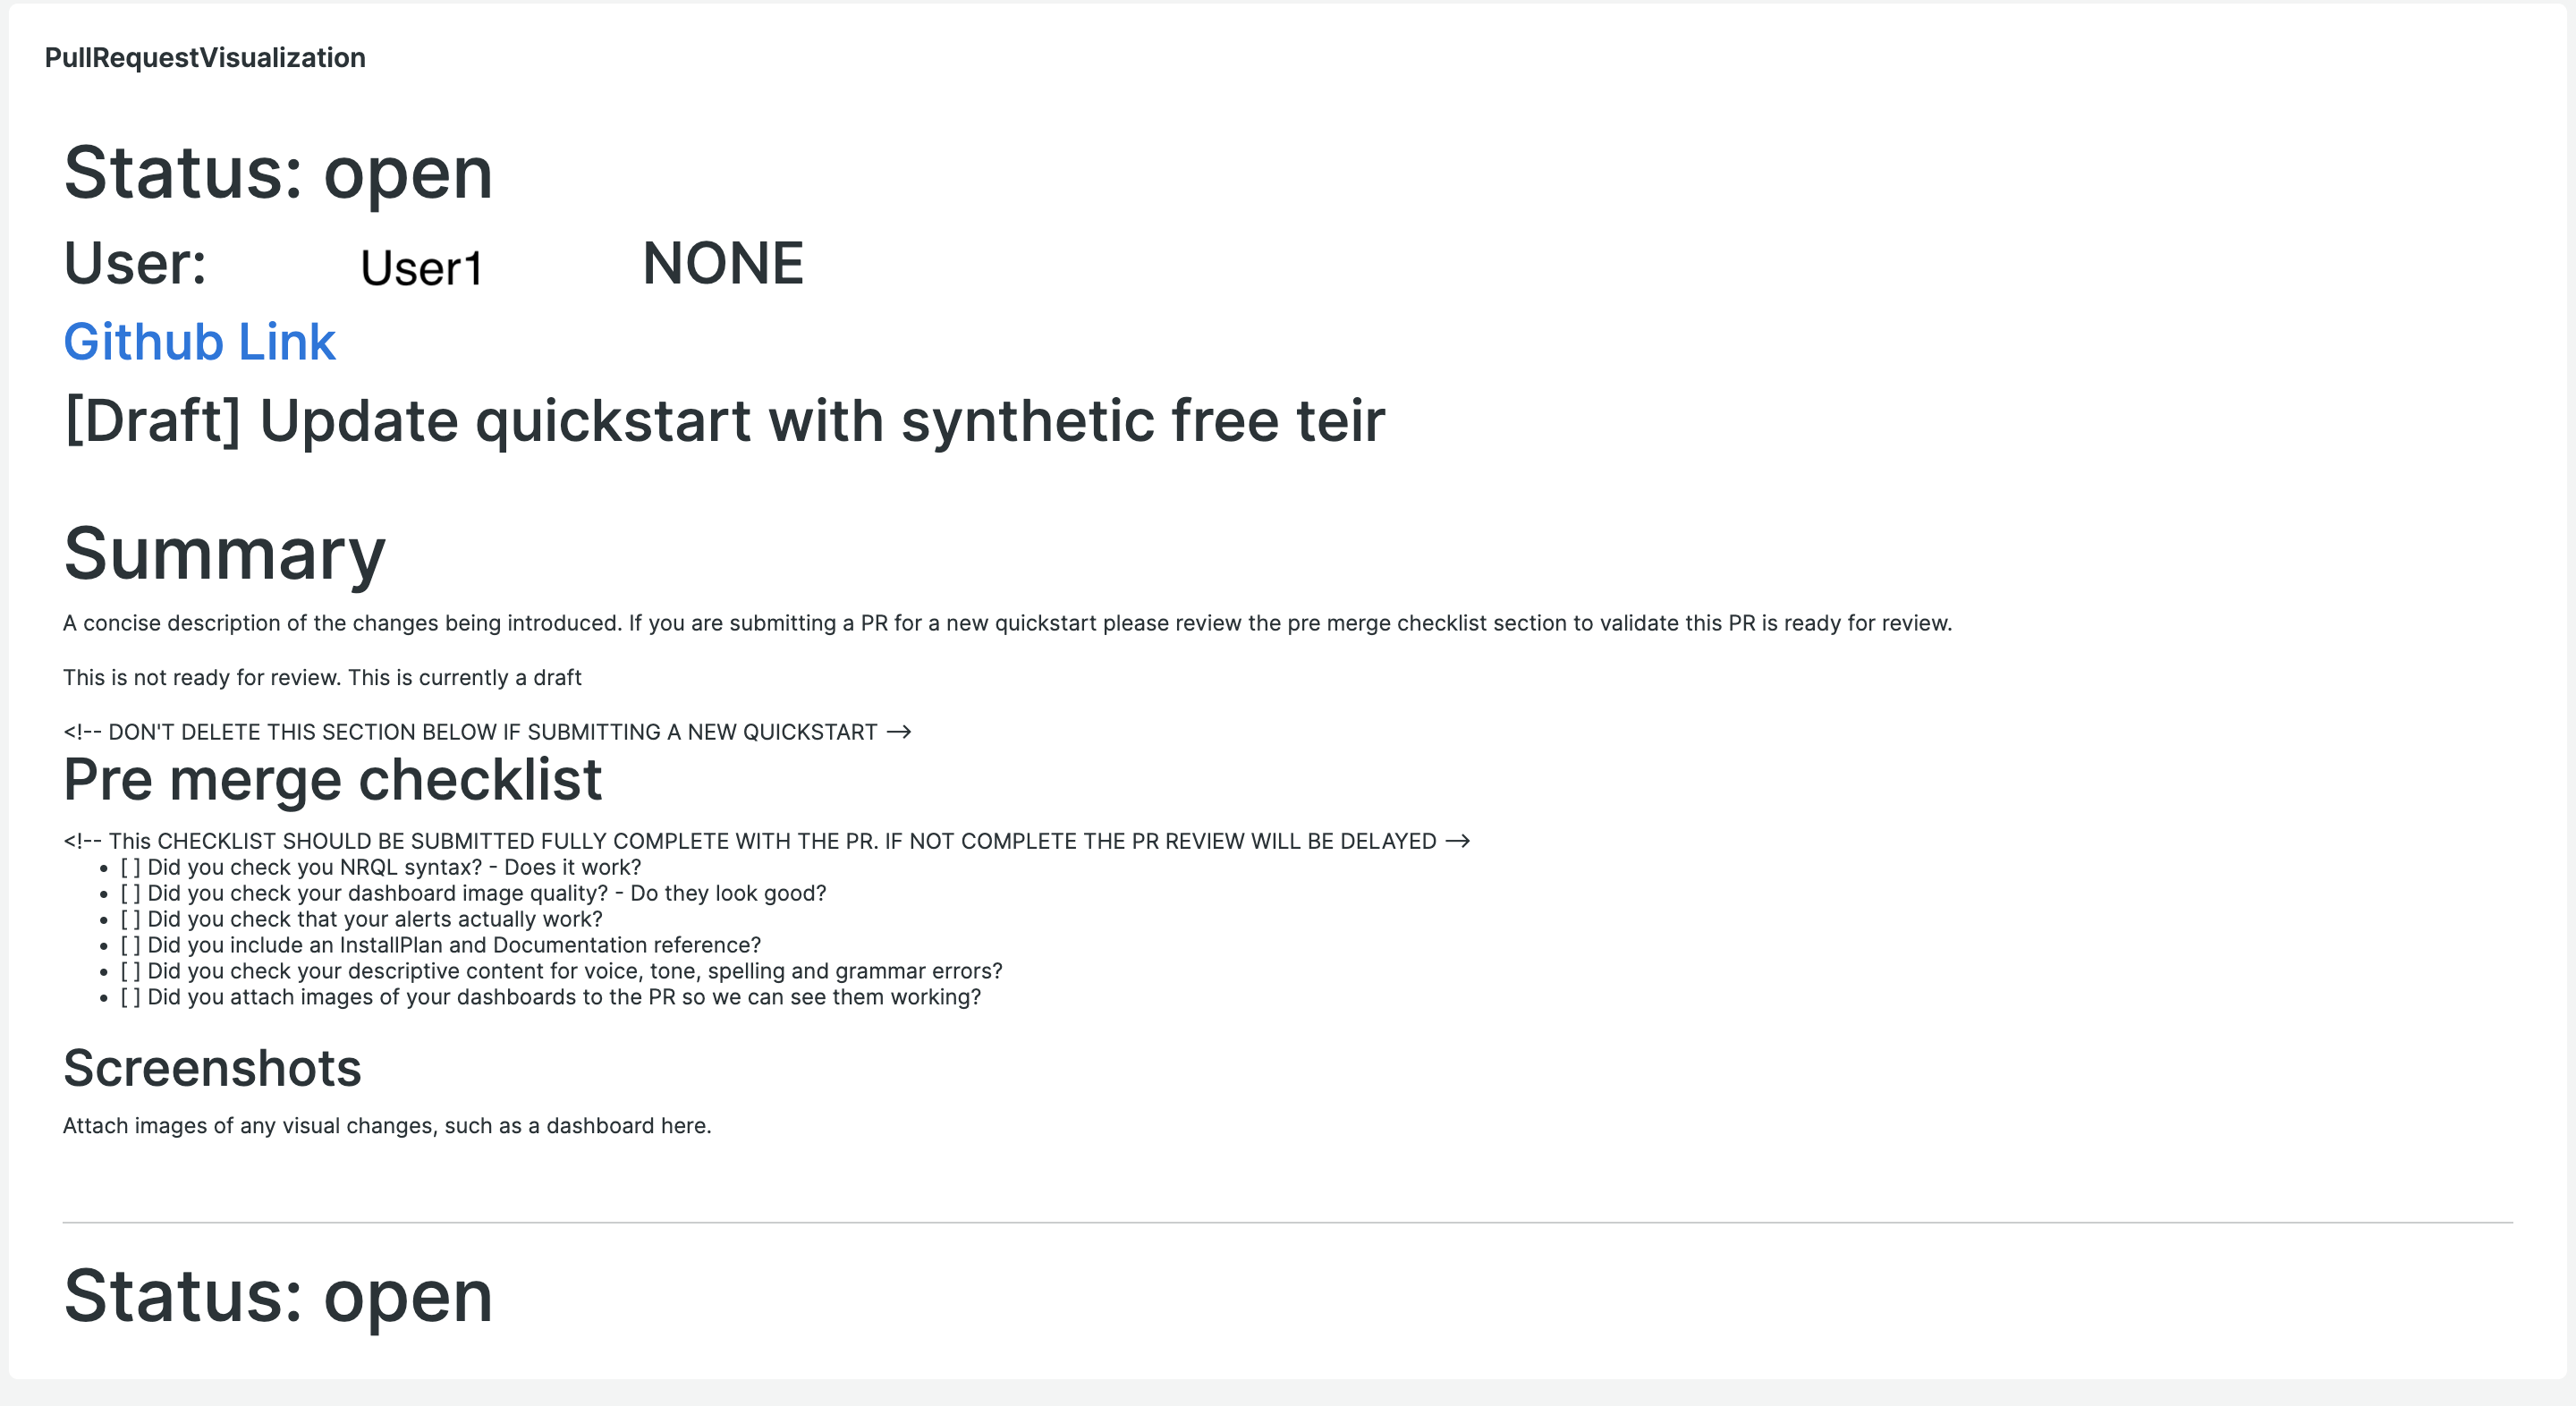 PullRequestVisualization
Status: open
User: User1 NONE
Github Link
[Draft] Update quickstart with synthetic free teir
Summary
A concise description of the changes being introduced. If you are submitting a PR for a new quickstart please review the pre merge checklist section to validate this PR is ready for review.
This is not ready for review. This is currently a draft
<!-- DON'T DELETE THIS SECTION BELOW IF SUBMITTING A NEW QUICKSTART -->
Pre merge checklist
<!-- This CHECKLIST SHOULD BE SUBMITTED FULLY COMPLETE WITH THE PR. IF NOT COMPLETE THE PR REVIEW WILL BE DELAYED -->
• [ ] Did you check you NRQL syntax? - Does it work?
• [ ] Did you check your dashboard image quality? - Do they look good?
• [ ] Did you check that your alerts actually work?
• [ ] Did you include an InstallPlan and Documentation reference?
• [ ] Did you check your descriptive content for voice, tone, spelling and grammar errors?
• [ ] Did you attach images of your dashboards to the PR so we can see them working?
Screenshots
Attach images of any visual changes, such as a dashboard here.
Status: open